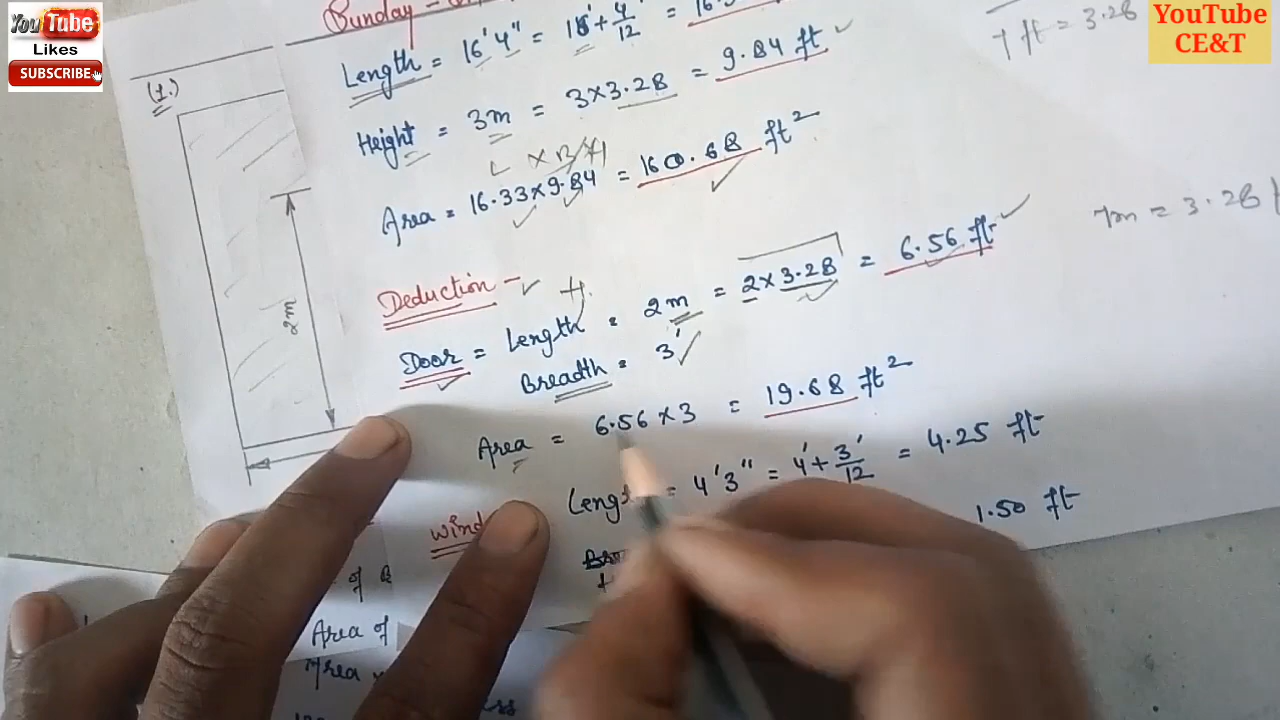 YouTube
Likes
SUBSCRIBE
YouTube
CE&T
Length = 16'4" = 16' + 4/12 =
Height = 3m = 3×3.28 = 9.84 ft
L × B × H
Area = 16.33×9.84 = 160.68 ft²
1 ft = 3.28
1m = 3.28
(1.)
2m
Deduction -
H
Door = Length = 2m = 2×3.28 = 6.56 ft
Breadth = 3'
Area = 6.56×3 = 19.68 ft²
Length = 4'3" = 4' + 3'/12 = 4.25 ft
1.50 ft
of B
Area of
Area